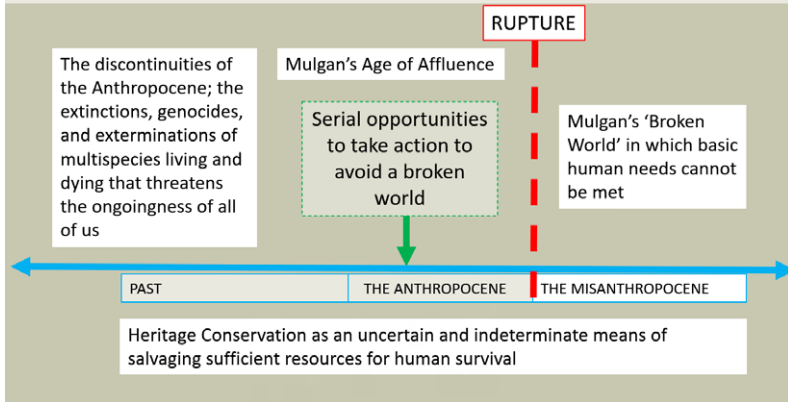 RUPTURE
The discontinuities of
the Anthropocene; the
extinctions, genocides,
and exterminations of
multispecies living and
dying that threatens
the ongoingness of all
of us
Mulgan's Age of Affluence
Serial opportunities
to take action to
avoid a broken
world
Mulgan's 'Broken
World' in which basic
human needs cannot
be met
PAST
THE ANTHROPOCENE
THE MISANTHROPOCENE
Heritage Conservation as an uncertain and indeterminate means of
salvaging sufficient resources for human survival